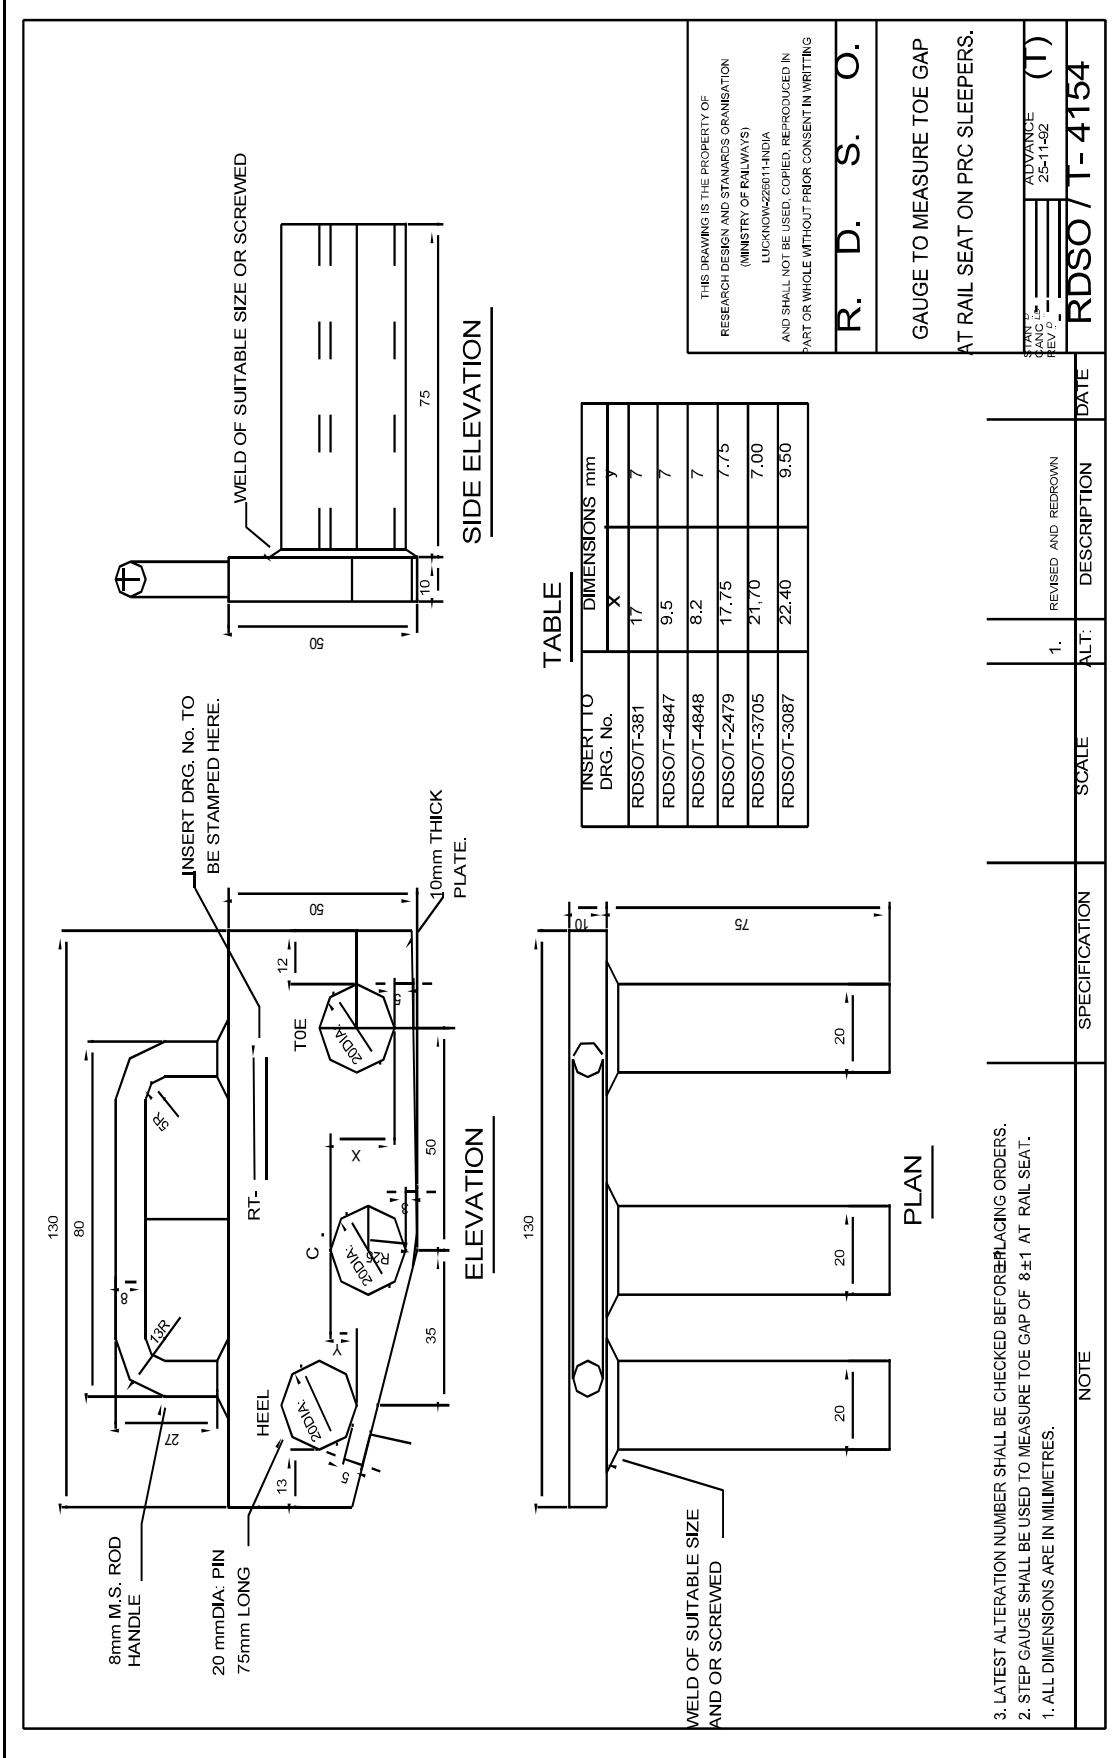 8mm M.S. ROD
HANDLE
20 mmDIA: PIN
75mm LONG
130
80
27
8
13R
5R
RT-
INSERT DRG. No. TO
BE STAMPED HERE.
HEEL
C
TOE
20DIA:
20DIA:
20DIA:
R25
13
12
5
Y
X
5
50
35
50
10mm THICK
PLATE.
ELEVATION
WELD OF SUITABLE SIZE OR SCREWED
50
10
75
SIDE ELEVATION
130
10
75
20
20
20
WELD OF SUITABLE SIZE
AND OR SCREWED
PLAN
TABLE
INSERT TO
DRG. No.
DIMENSIONS mm
X
y
RDSO/T-381 17 7
RDSO/T-4847 9.5 7
RDSO/T-4848 8.2 7
RDSO/T-2479 17.75 7.75
RDSO/T-3705 21,70 7.00
RDSO/T-3087 22.40 9.50
3. LATEST ALTERATION NUMBER SHALL BE CHECKED BEFORE PLACING ORDERS.
2. STEP GAUGE SHALL BE USED TO MEASURE TOE GAP OF 8±1 AT RAIL SEAT.
1. ALL DIMENSIONS ARE IN MILIMETRES.
NOTE
SPECIFICATION
SCALE
1.
REVISED AND REDROWN
ALT:
DESCRIPTION
DATE
THIS DRAWING IS THE PROPERTY OF
RESEARCH DESIGN AND STANARDS ORANISATION
(MINISTRY OF RAILWAYS)
LUCKNOW-226011-INDIA
AND SHALL NOT BE USED, COPIED, REPRODUCED IN
PART OR WHOLE WITHOUT PRIOR CONSENT IN WRITTING
R. D. S. O.
GAUGE TO MEASURE TOE GAP
AT RAIL SEAT ON PRC SLEEPERS.
ADVANCE
25-11-92
(T)
RDSO / T- 4154